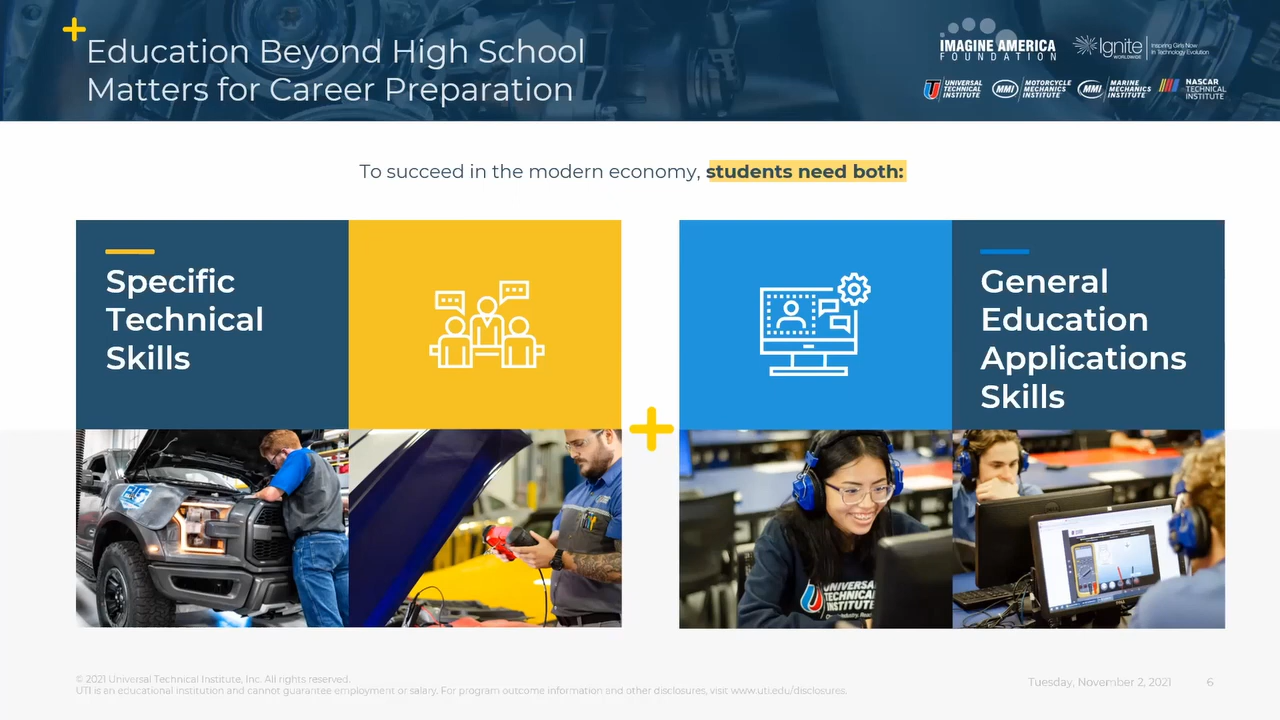 Education Beyond High School
Matters for Career Preparation
IMAGINE AMERICA
FOUNDATION
Ignite
WORLDWIDE
Inspiring Girls Now
In Technology Evolution
UNIVERSAL
TECHNICAL
INSTITUTE
MMI
MOTORCYCLE
MECHANICS
INSTITUTE
MMI
MARINE
MECHANICS
INSTITUTE
NASCAR
TECHNICAL
INSTITUTE
To succeed in the modern economy, students need both:
Specific
Technical
Skills
General
Education
Applications
Skills
UNIVERSAL
TECHNICAL
INSTITUTE
© 2021 Universal Technical Institute, Inc. All rights reserved.
UTI is an educational institution and cannot guarantee employment or salary. For program outcome information and other disclosures, visit www.uti.edu/disclosures.
Tuesday, November 2, 2021
6